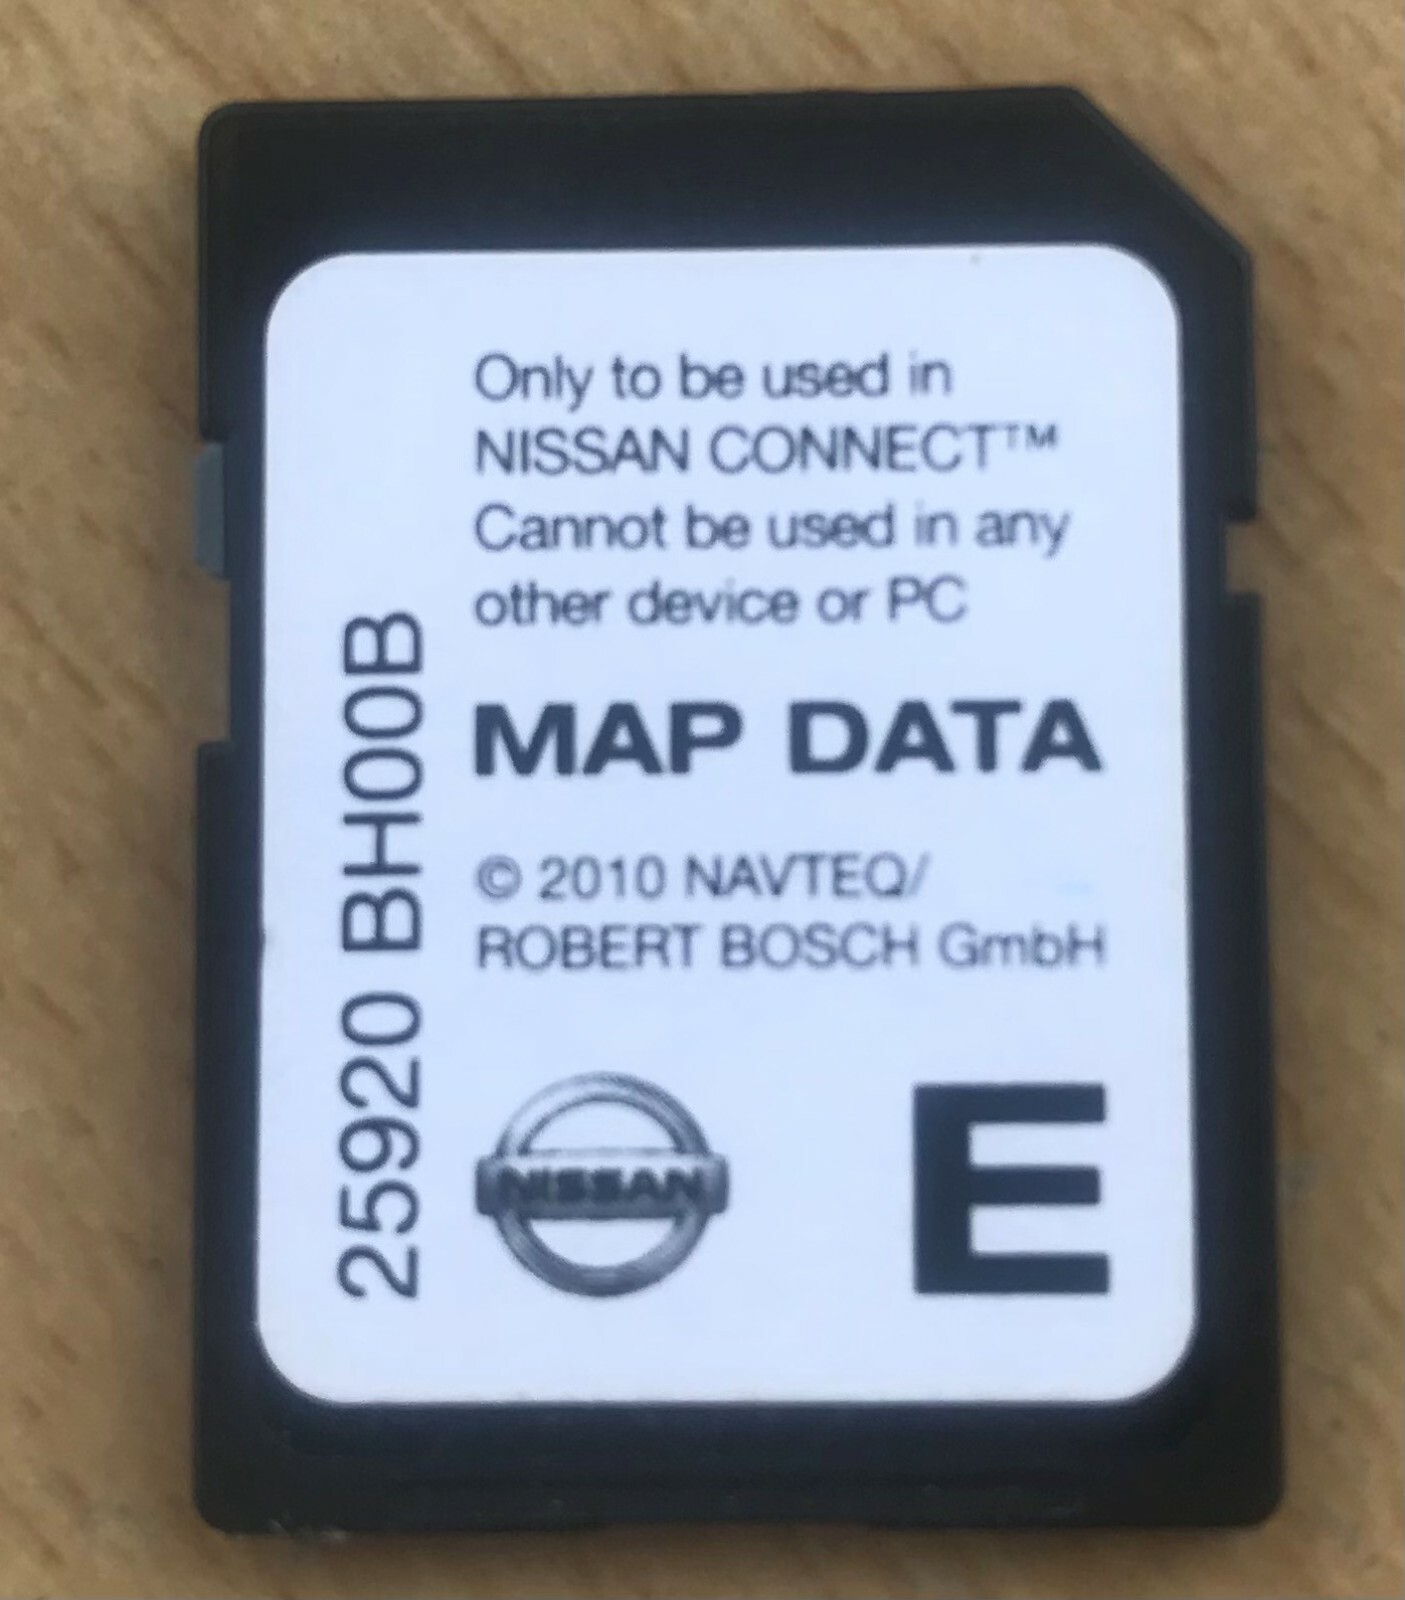 Only to be used in
NISSAN CONNECT™
Cannot be used in any
other device or PC
MAP DATA
© 2010 NAVTEQ/
ROBERT BOSCH GmbH
NISSAN
E
25920 BH00B